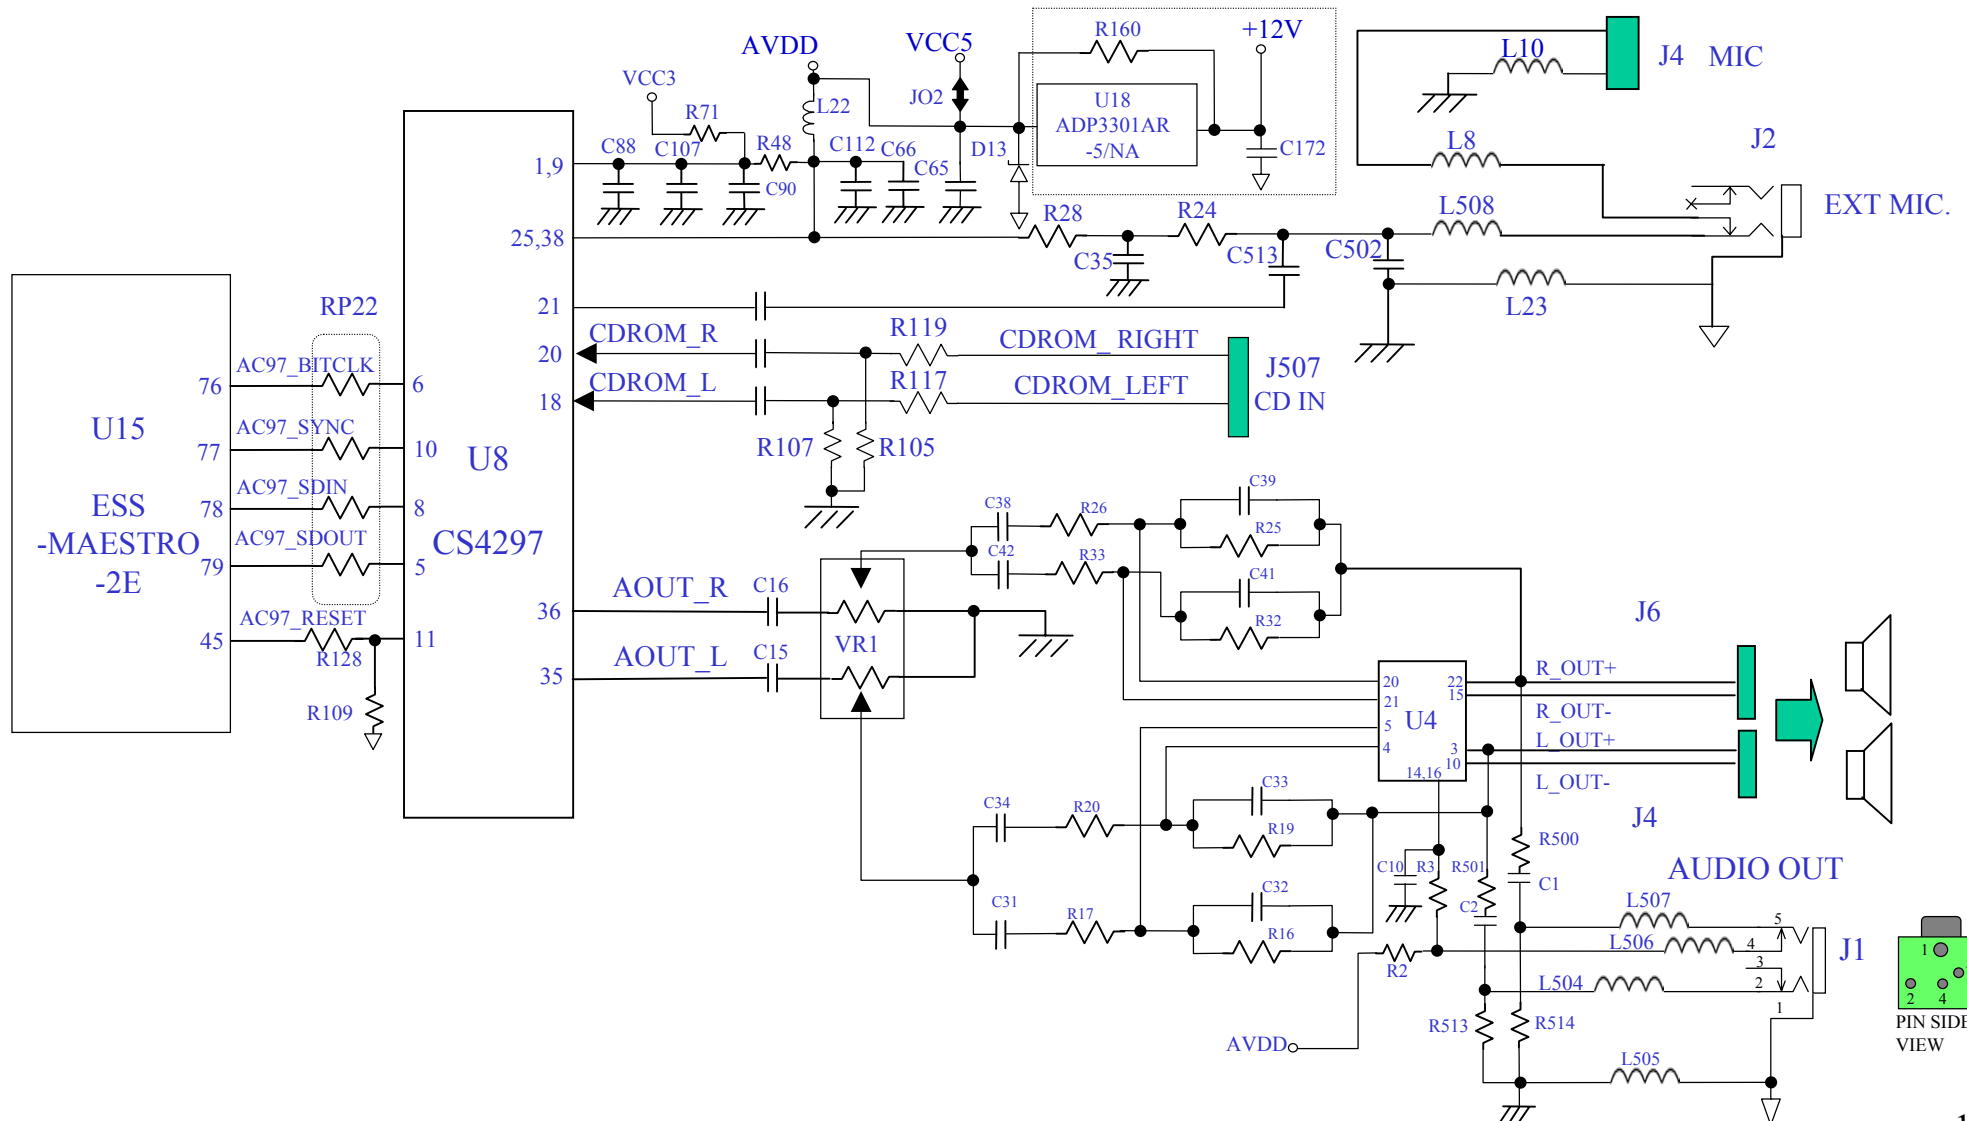 R160
+12V
AVDD
VCC5
L10
J4 MIC
VCC3
JO2
L22
U18
ADP3301AR
-5/NA
R71
C88
C107
R48
C112
C66
C65
D13
C172
L8
J2
1,9
C90
L508
EXT MIC.
R28
R24
25,38
C35
C513
C502
L23
RP22
21
CDROM_R
R119
CDROM_RIGHT
20
J507
CD IN
AC97_BITCLK
76
6
CDROM_L
R117
CDROM_LEFT
18
U15
AC97_SYNC
77
10
U8
R107
R105
ESS
-MAESTRO
-2E
AC97_SDIN
78
8
C39
C38
R26
R25
AC97_SDOUT
79
5
CS4297
C42
R33
C41
AOUT_R
C16
36
R32
J6
AC97_RESET
45
R128
11
VR1
AOUT_L
C15
35
R109
20
22
R_OUT+
21
15
U4
R_OUT-
5
4
3
L_OUT+
10
14,16
L_OUT-
C34
R20
C33
R19
J4
R500
AUDIO OUT
C10
R3
R501
C1
C31
R17
C32
C2
L507
5
R16
L506
4
J1
R2
3
L504
2
1
R513
R514
AVDD
L505
1
2
4
PIN SIDE
VIEW